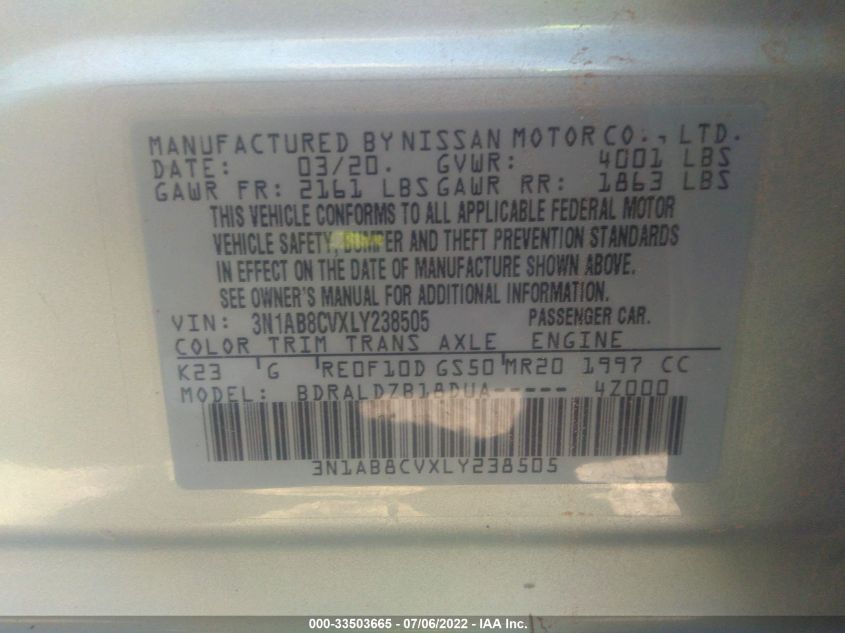 MANUFACTURED BY NISSAN MOTOR CO., LTD.
DATE: 03/20. GVWR: 4001 LBS
GAWR FR: 2161 LBS GAWR RR: 1863 LBS
THIS VEHICLE CONFORMS TO ALL APPLICABLE FEDERAL MOTOR
VEHICLE SAFETY, BUMPER AND THEFT PREVENTION STANDARDS
IN EFFECT ON THE DATE OF MANUFACTURE SHOWN ABOVE.
SEE OWNER'S MANUAL FOR ADDITIONAL INFORMATION.
VIN: 3N1AB8CVXLY238505 PASSENGER CAR.
COLOR TRIM TRANS AXLE ENGINE
K23 G RE0F10D GS50 MR20 1997 CC
MODEL: BDRALDZB18DUA----- 4Z000
3N1AB8CVXLY238505
000-33503665 - 07/06/2022 - IAA Inc.